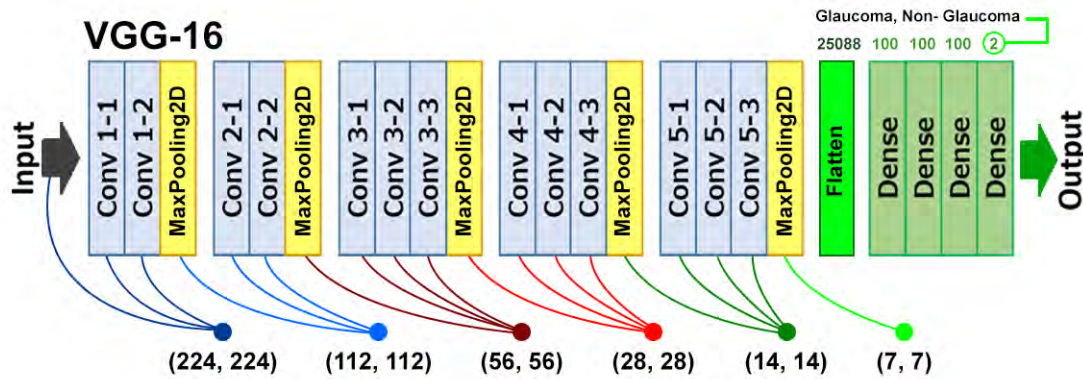 Glaucoma, Non- Glaucoma
VGG-16
25088 100 100 100 2
Input
Conv 1-1
Conv 1-2
MaxPooling2D
Conv 2-1
Conv 2-2
MaxPooling2D
Conv 3-1
Conv 3-2
Conv 3-3
MaxPooling2D
Conv 4-1
Conv 4-2
Conv 4-3
MaxPooling2D
Conv 5-1
Conv 5-2
Conv 5-3
MaxPooling2D
Flatten
Dense
Dense
Dense
Dense
Output
(224, 224) (112, 112) (56, 56) (28, 28) (14, 14) (7, 7)